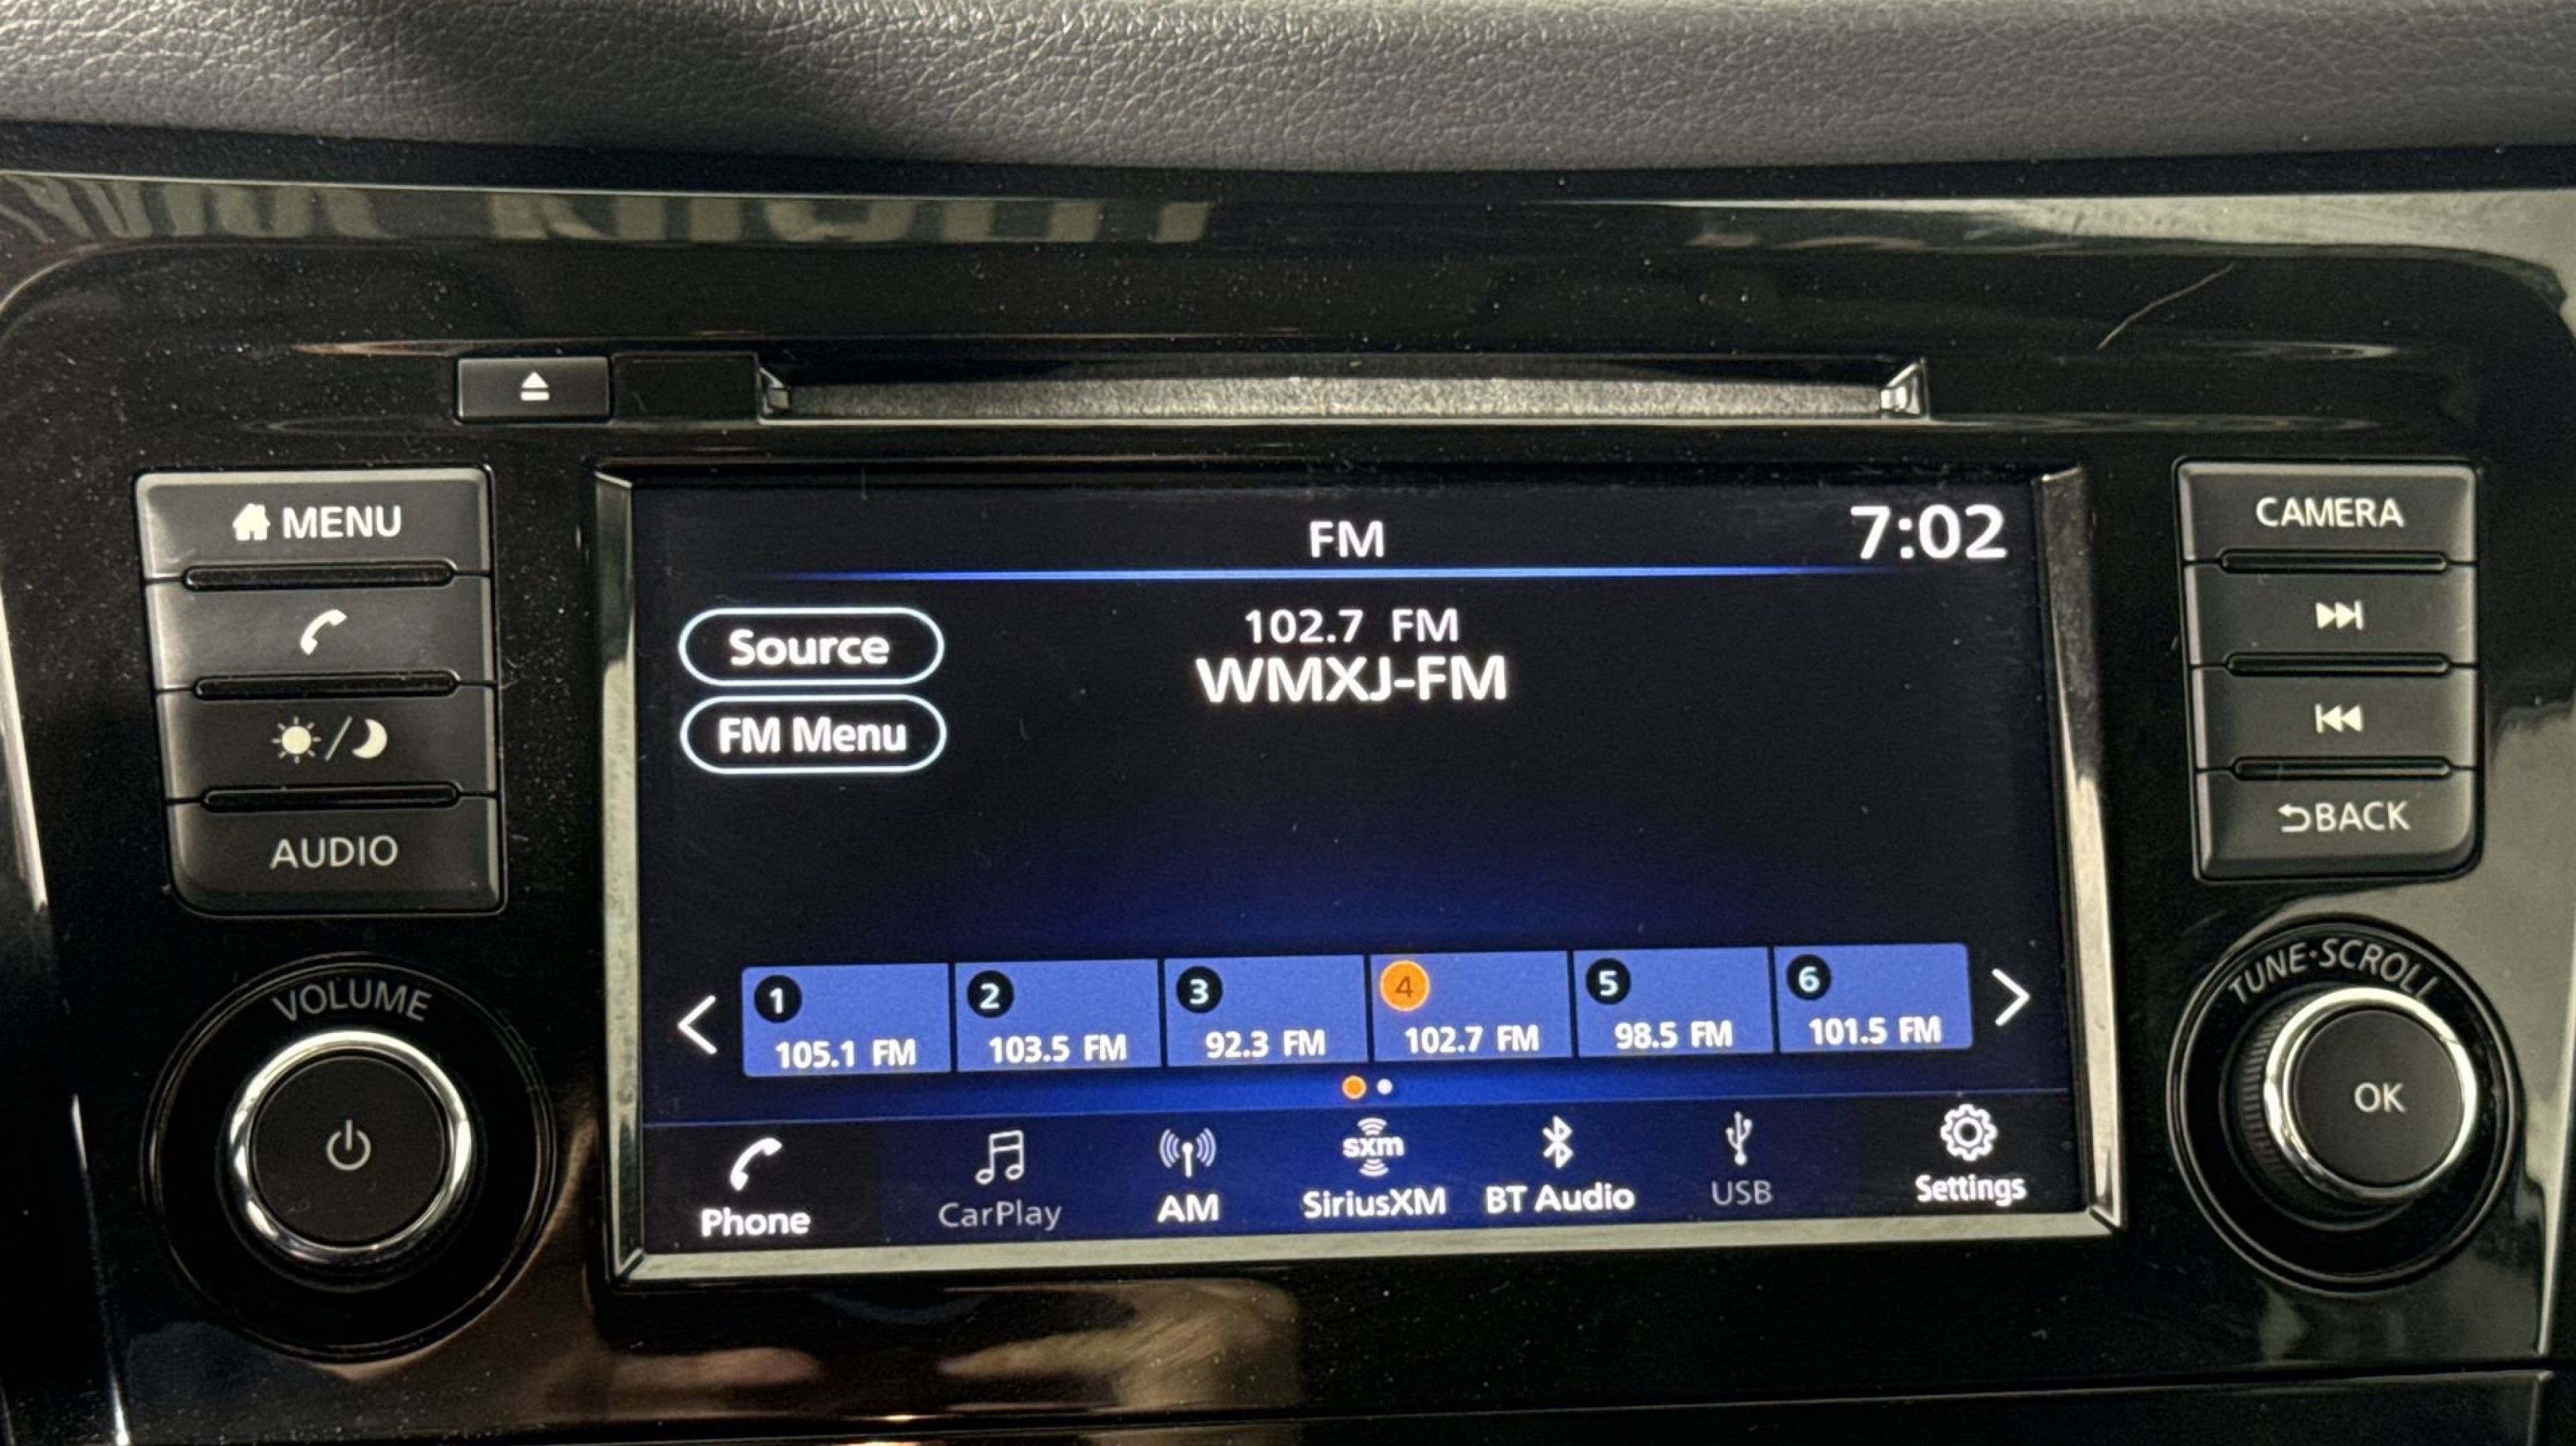 MENU
AUDIO
VOLUME
FM
7:02
Source
FM Menu
102.7 FM
WMXJ-FM
1 2 3 4 5 6
105.1 FM 103.5 FM 92.3 FM 102.7 FM 98.5 FM 101.5 FM
sxm
Phone CarPlay AM SiriusXM BT Audio USB Settings
CAMERA
BACK
TUNE·SCROLL
OK